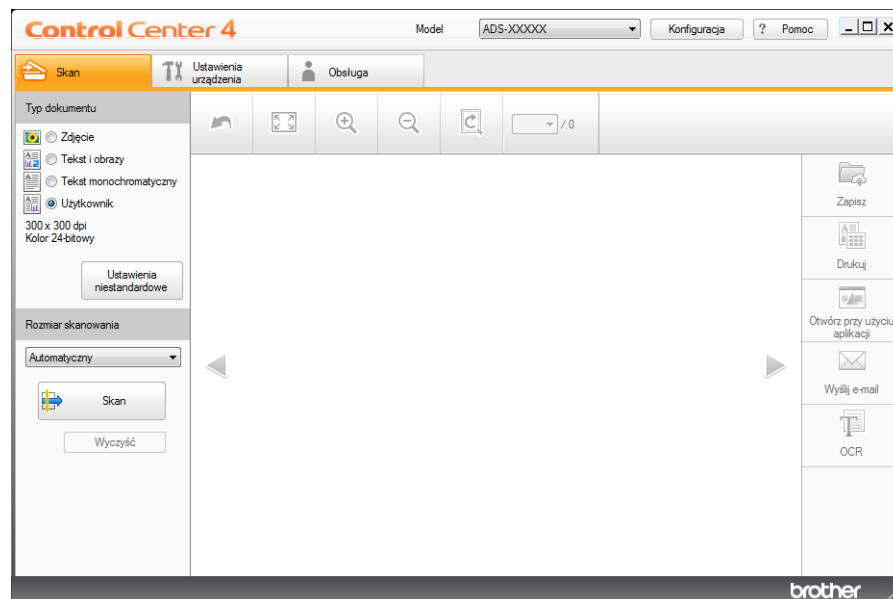 Control Center 4
Model
ADS-XXXXX
Konfiguracja
? Pomoc
Skan
Ustawienia
urządzenia
Obsługa
Typ dokumentu
/ 0
Zdjęcie
Tekst i obrazy
Tekst monochromatyczny
Użytkownik
300 x 300 dpi
Kolor 24-bitowy
Ustawienia
niestandardowe
Rozmiar skanowania
Automatyczny
Skan
Wyczyść
Zapisz
Drukuj
Otwórz przy użyciu
aplikacji
Wyślij e-mail
OCR
brother